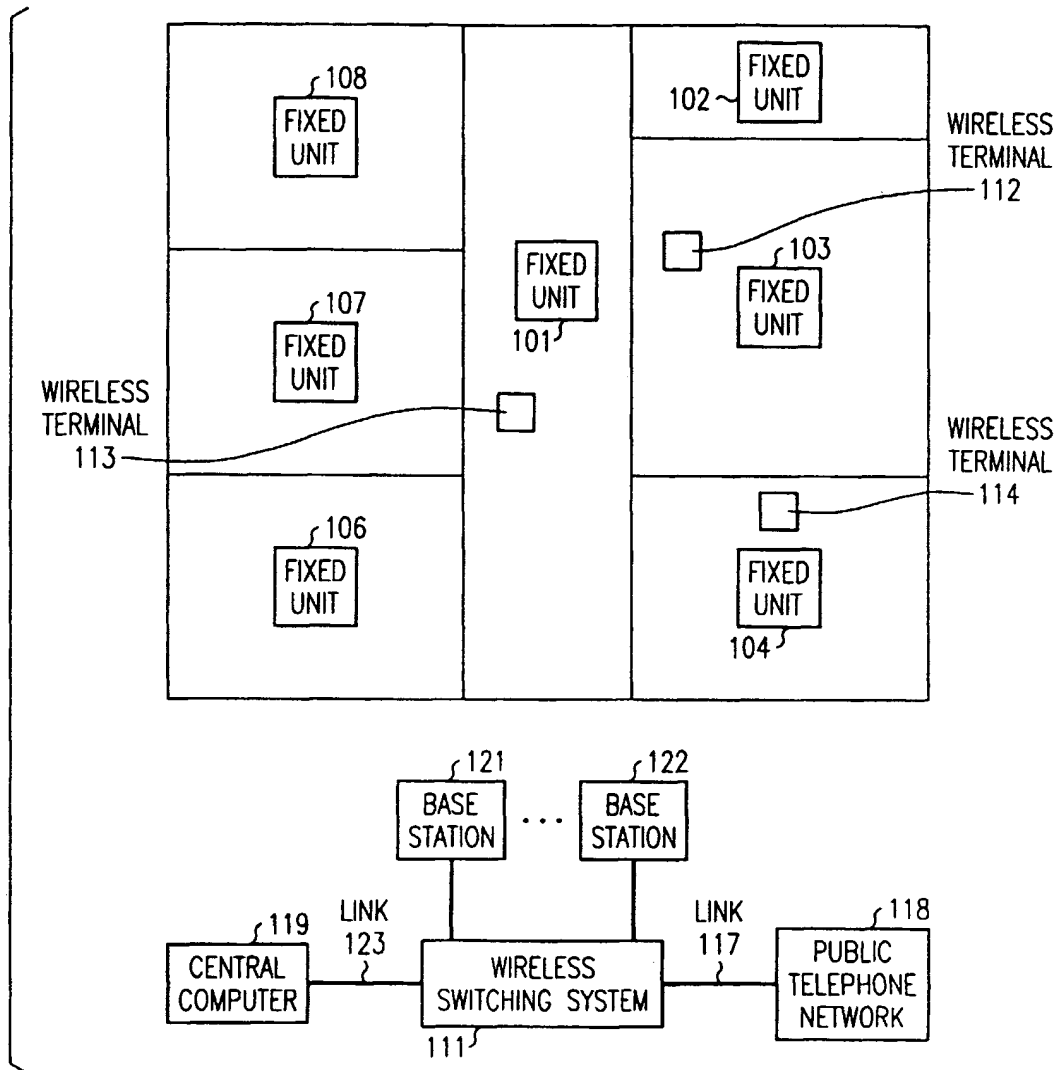 108
FIXED
UNIT
102
FIXED
UNIT
WIRELESS
TERMINAL
112
107
FIXED
UNIT
FIXED
UNIT
101
103
FIXED
UNIT
WIRELESS
TERMINAL
113
WIRELESS
TERMINAL
114
106
FIXED
UNIT
FIXED
UNIT
104
121
BASE
STATION
...
122
BASE
STATION
119
CENTRAL
COMPUTER
LINK
123
WIRELESS
SWITCHING SYSTEM
111
LINK
117
118
PUBLIC
TELEPHONE
NETWORK